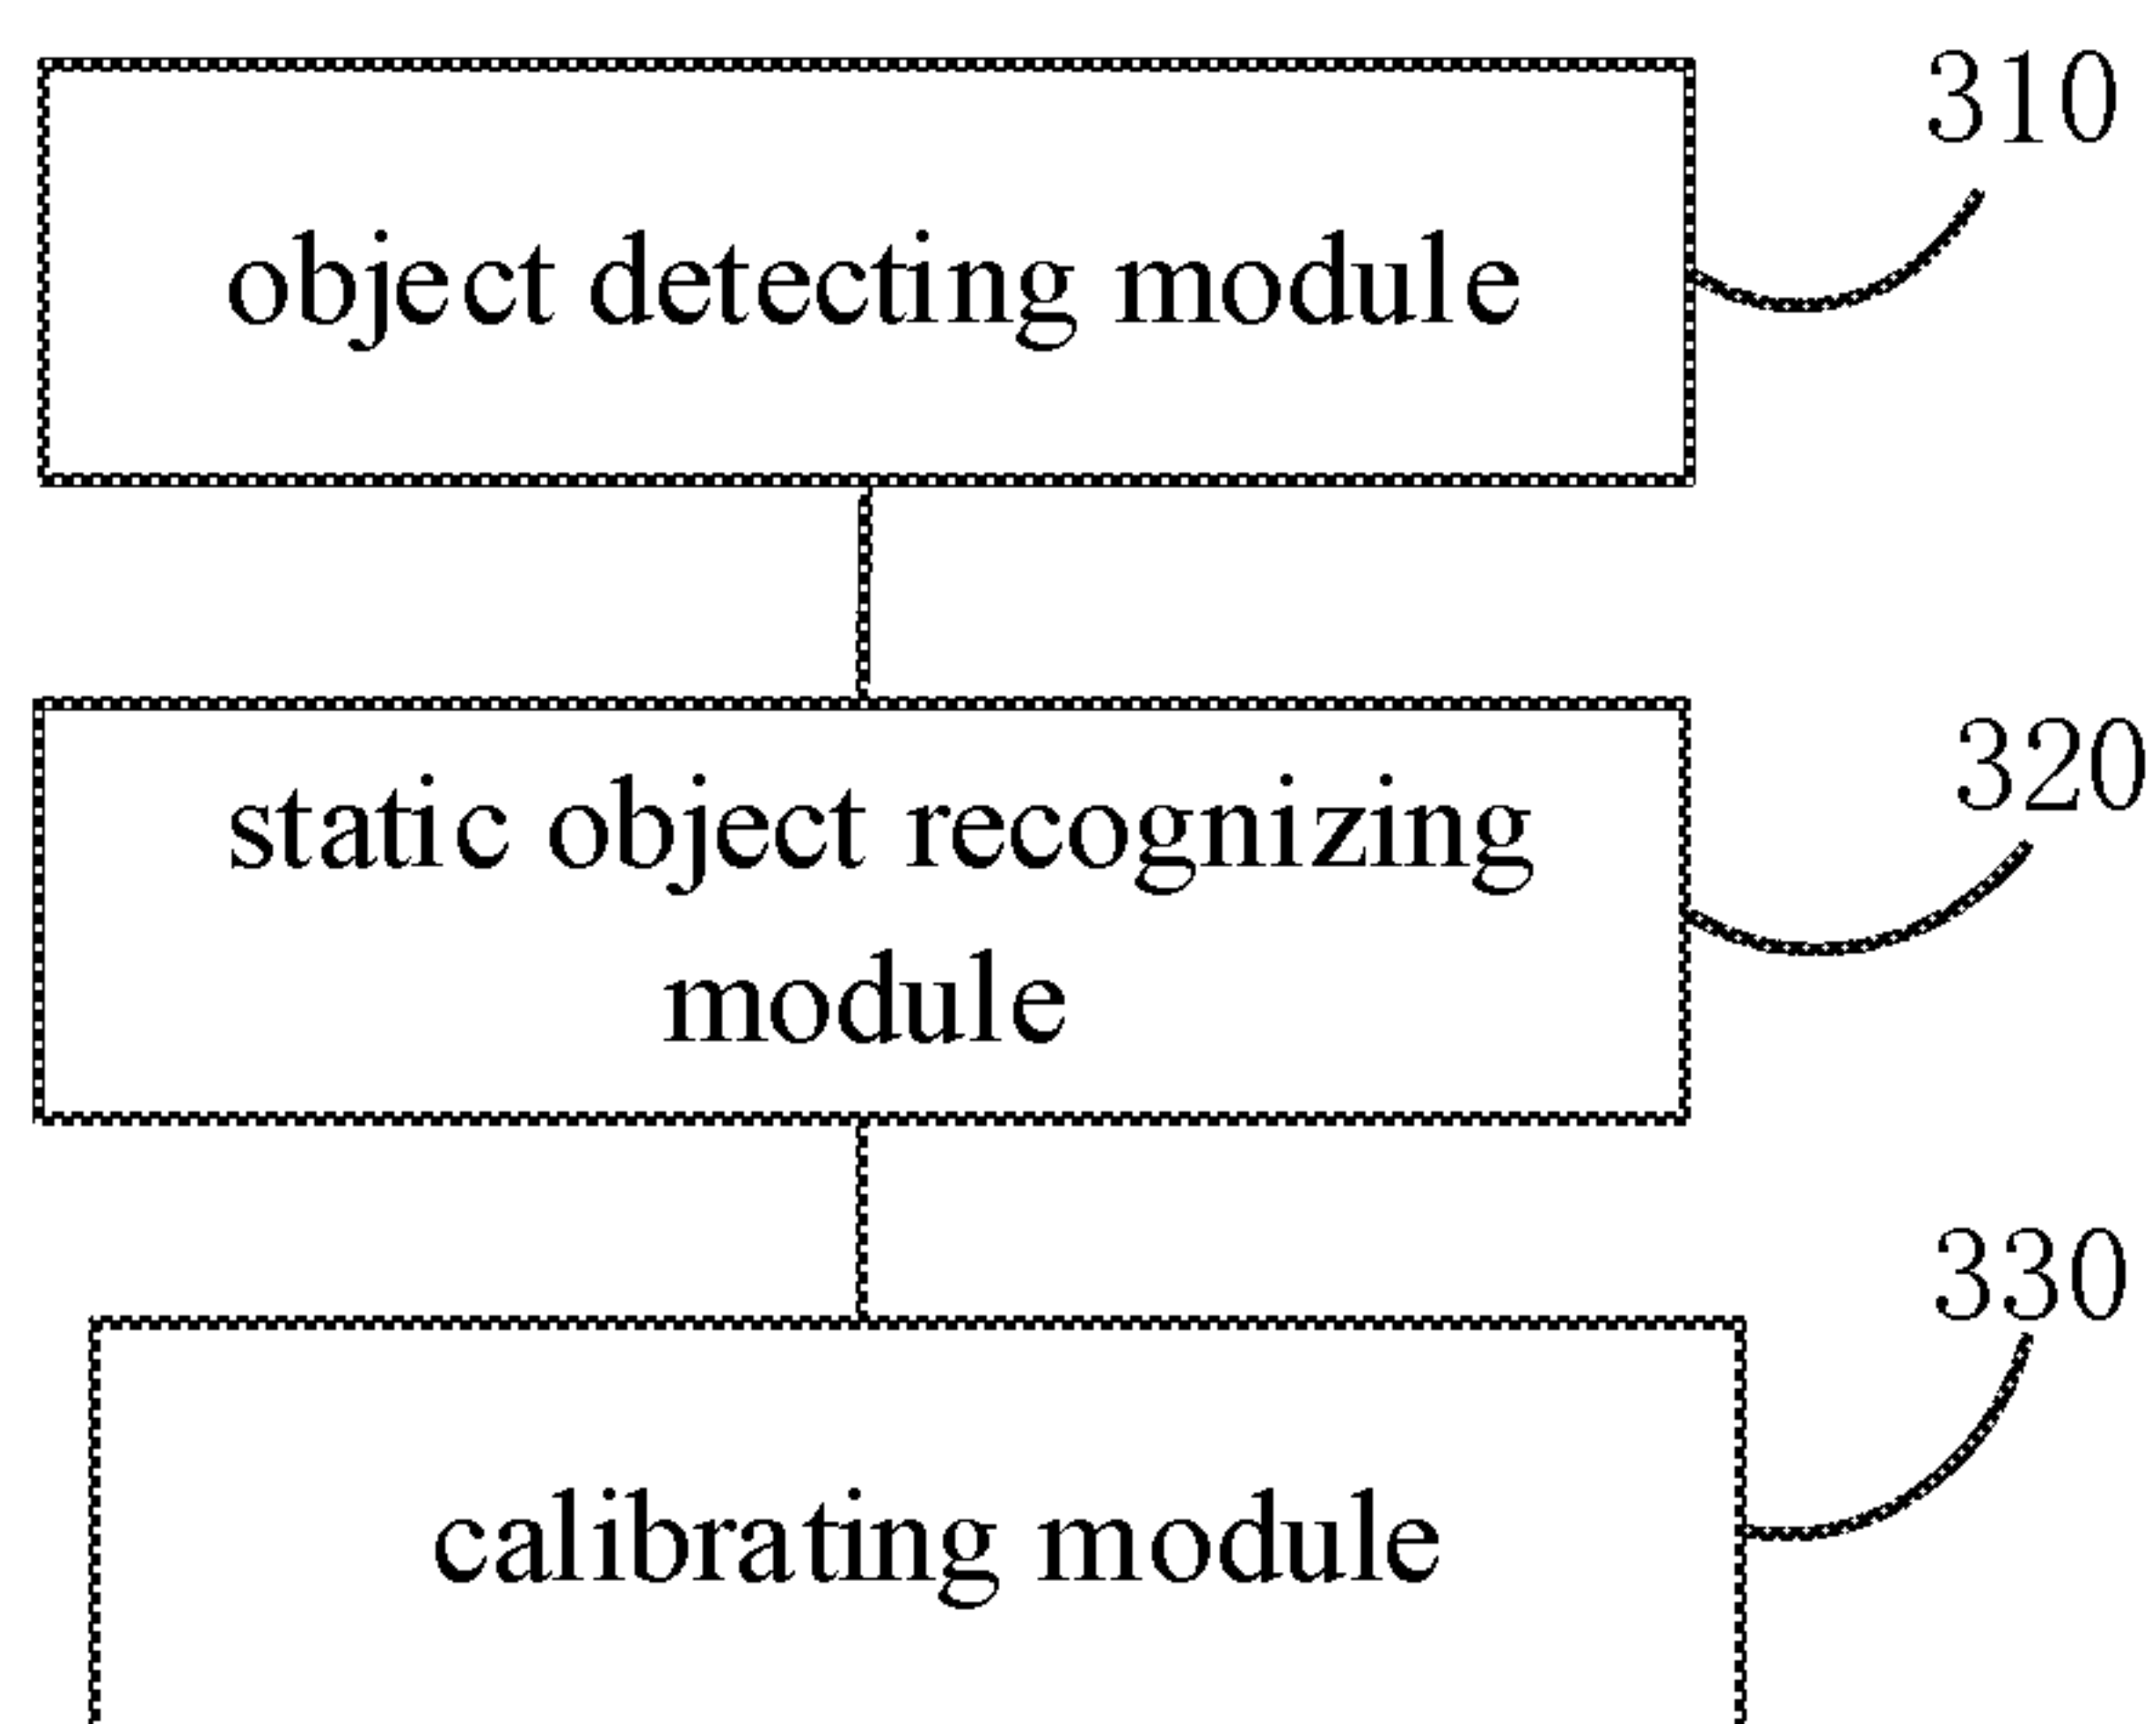 310
object detecting module
320
static object recognizing
module
330
calibrating module